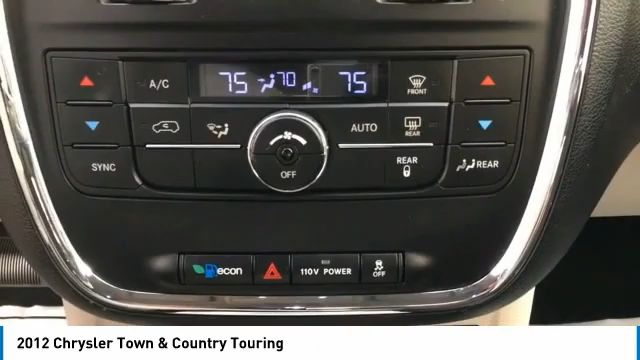 75 70 75
A/C
FRONT
AUTO
REAR
SYNC
OFF
REAR
REAR
econ
110V POWER
OFF
2012 Chrysler Town & Country Touring